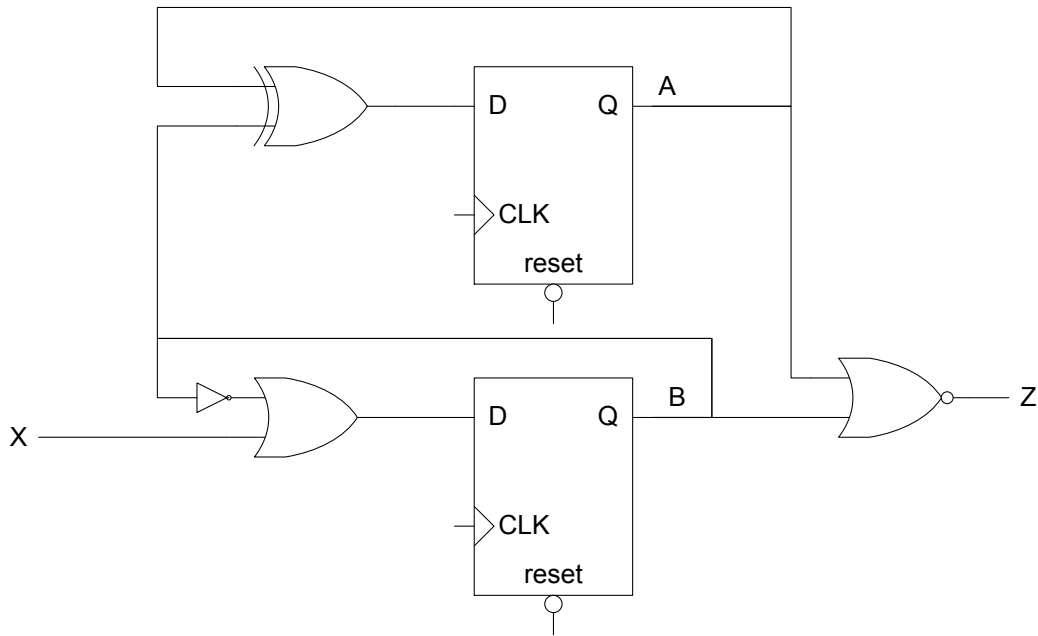 D Q A
CLK
reset
X D Q B Z
CLK
reset